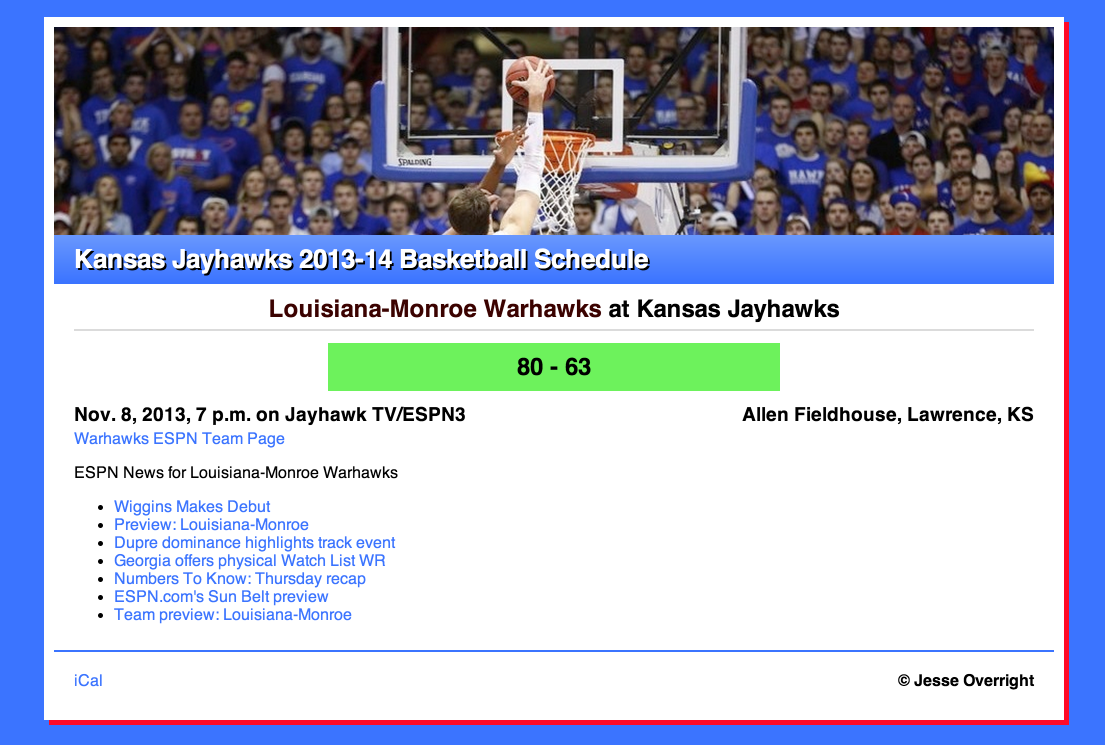 SPALDING
Kansas Jayhawks 2013-14 Basketball Schedule
Louisiana-Monroe Warhawks at Kansas Jayhawks
80 - 63
Nov. 8, 2013, 7 p.m. on Jayhawk TV/ESPN3 Allen Fieldhouse, Lawrence, KS
Warhawks ESPN Team Page
ESPN News for Louisiana-Monroe Warhawks
Wiggins Makes Debut
Preview: Louisiana-Monroe
Dupre dominance highlights track event
Georgia offers physical Watch List WR
Numbers To Know: Thursday recap
ESPN.com's Sun Belt preview
Team preview: Louisiana-Monroe
iCal © Jesse Overright